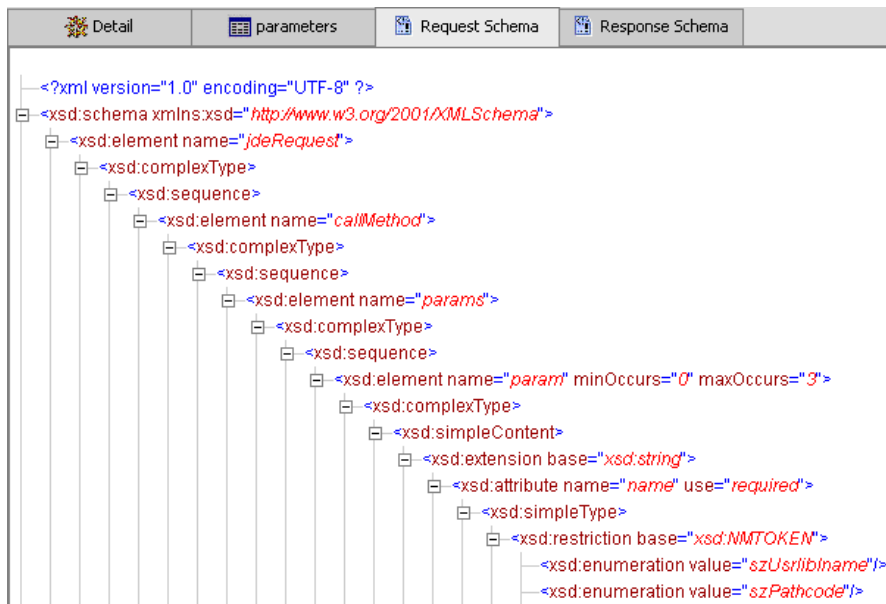 Detail parameters Request Schema Response Schema
<?xml version="1.0" encoding="UTF-8" ?>
<xsd:schema xmlns:xsd="http://www.w3.org/2001/XMLSchema">
<xsd:element name="jdeRequest">
<xsd:complexType>
<xsd:sequence>
<xsd:element name="callMethod">
<xsd:complexType>
<xsd:sequence>
<xsd:element name="params">
<xsd:complexType>
<xsd:sequence>
<xsd:element name="param" minOccurs="0" maxOccurs="3">
<xsd:complexType>
<xsd:simpleContent>
<xsd:extension base="xsd:string">
<xsd:attribute name="name" use="required">
<xsd:simpleType>
<xsd:restriction base="xsd:NMTOKEN">
<xsd:enumeration value="szUsrliblname"/>
<xsd:enumeration value="szPathcode"/>